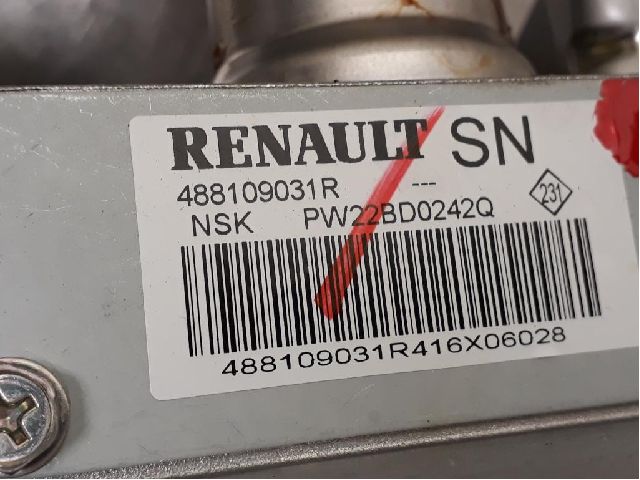 RENAULT SN
488109031R ---
NSK PW22BD0242Q 231
488109031R416X06028